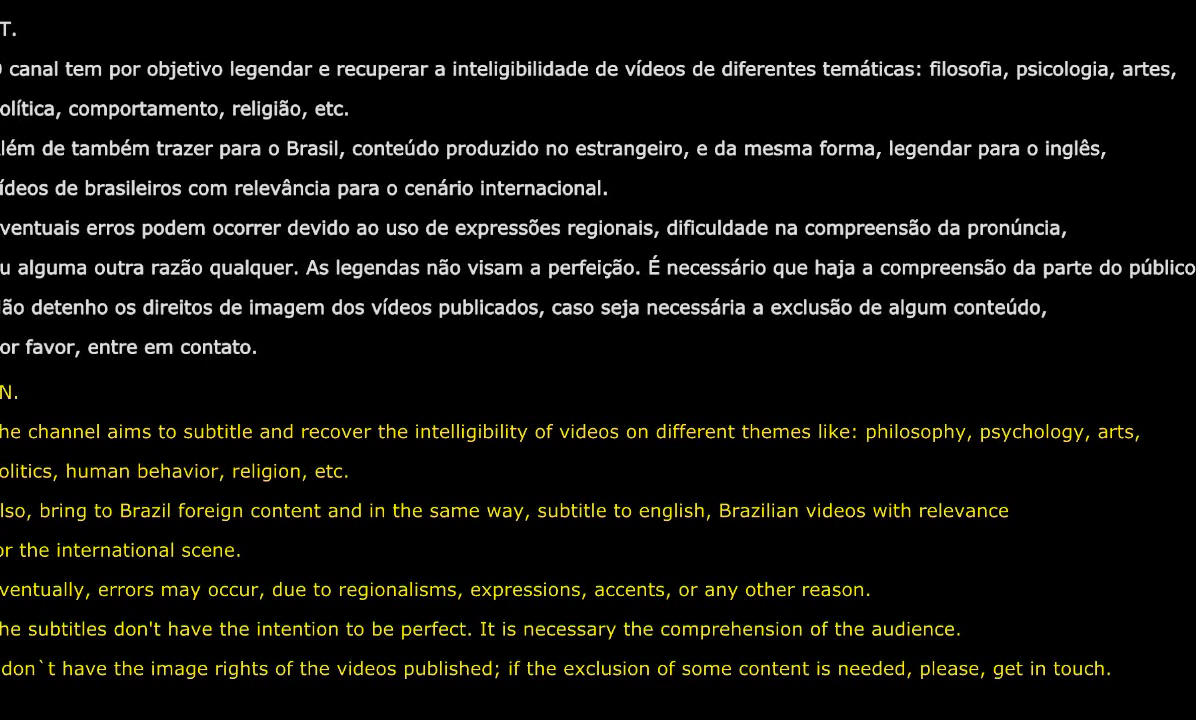 T.
O canal tem por objetivo legendar e recuperar a inteligibilidade de vídeos de diferentes temáticas: filosofia, psicologia, artes,
olítica, comportamento, religião, etc.
lém de também trazer para o Brasil, conteúdo produzido no estrangeiro, e da mesma forma, legendar para o inglês,
ídeos de brasileiros com relevância para o cenário internacional.
ventuais erros podem ocorrer devido ao uso de expressões regionais, dificuldade na compreensão da pronúncia,
u alguma outra razão qualquer. As legendas não visam a perfeição. É necessário que haja a compreensão da parte do público
ão detenho os direitos de imagem dos vídeos publicados, caso seja necessária a exclusão de algum conteúdo,
or favor, entre em contato.
N.
he channel aims to subtitle and recover the intelligibility of videos on different themes like: philosophy, psychology, arts,
olitics, human behavior, religion, etc.
lso, bring to Brazil foreign content and in the same way, subtitle to english, Brazilian videos with relevance
or the international scene.
ventually, errors may occur, due to regionalisms, expressions, accents, or any other reason.
he subtitles don't have the intention to be perfect. It is necessary the comprehension of the audience.
don`t have the image rights of the videos published; if the exclusion of some content is needed, please, get in touch.